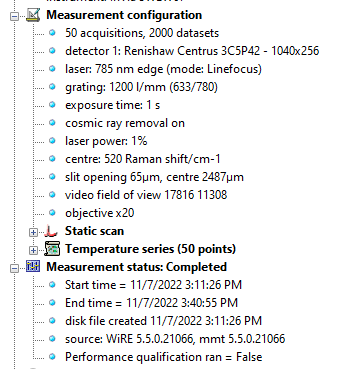 Measurement configuration
50 acquisitions, 2000 datasets
detector 1: Renishaw Centrus 3C5P42 - 1040x256
laser: 785 nm edge (mode: Linefocus)
grating: 1200 l/mm (633/780)
exposure time: 1 s
cosmic ray removal on
laser power: 1%
centre: 520 Raman shift/cm-1
slit opening 65µm, centre 2487µm
video field of view 17816 11308
objective x20
Static scan
Temperature series (50 points)
Measurement status: Completed
Start time = 11/7/2022 3:11:26 PM
End time = 11/7/2022 3:40:55 PM
disk file created 11/7/2022 3:11:26 PM
source: WiRE 5.5.0.21066, mmt 5.5.0.21066
Performance qualification ran = False